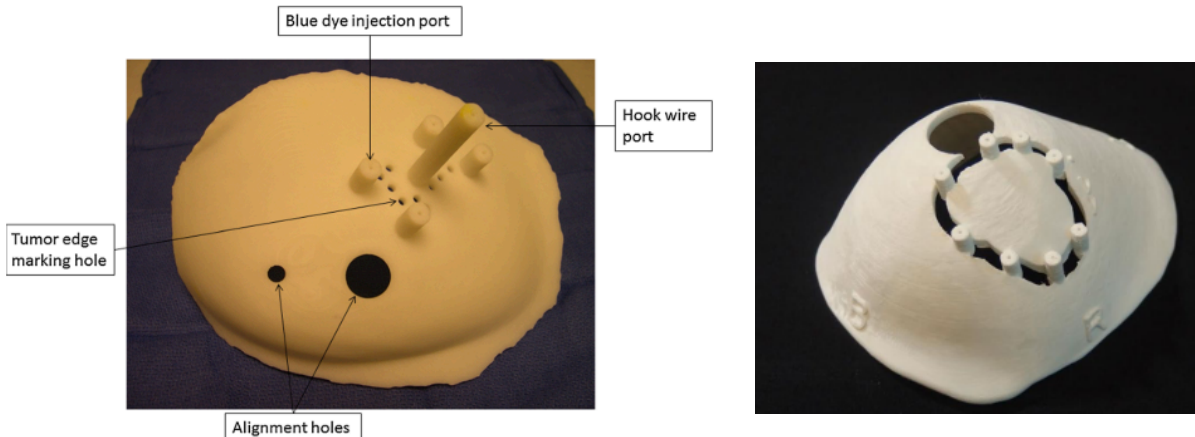 Blue dye injection port
Hook wire
port
Tumor edge
marking hole
Alignment holes
R